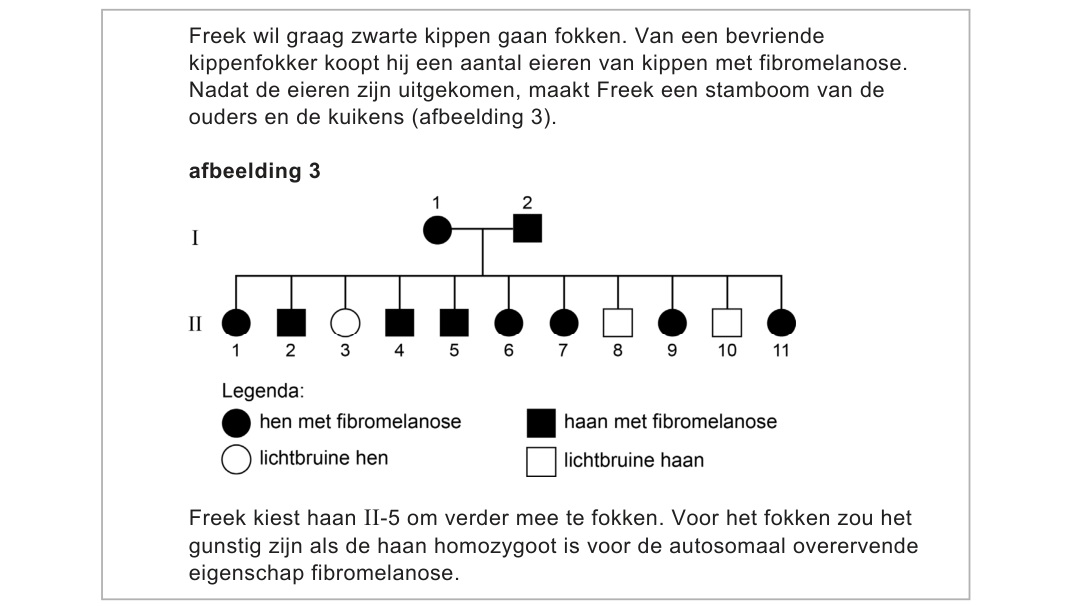 Freek wil graag zwarte kippen gaan fokken. Van een bevriende
kippenfokker koopt hij een aantal eieren van kippen met fibromelanose.
Nadat de eieren zijn uitgekomen, maakt Freek een stamboom van de
ouders en de kuikens (afbeelding 3).
afbeelding 3
1 2
I
II
1 2 3 4 5 6 7 8 9 10 11
Legenda:
hen met fibromelanose haan met fibromelanose
lichtbruine hen lichtbruine haan
Freek kiest haan II-5 om verder mee te fokken. Voor het fokken zou het
gunstig zijn als de haan homozygoot is voor de autosomaal overervende
eigenschap fibromelanose.